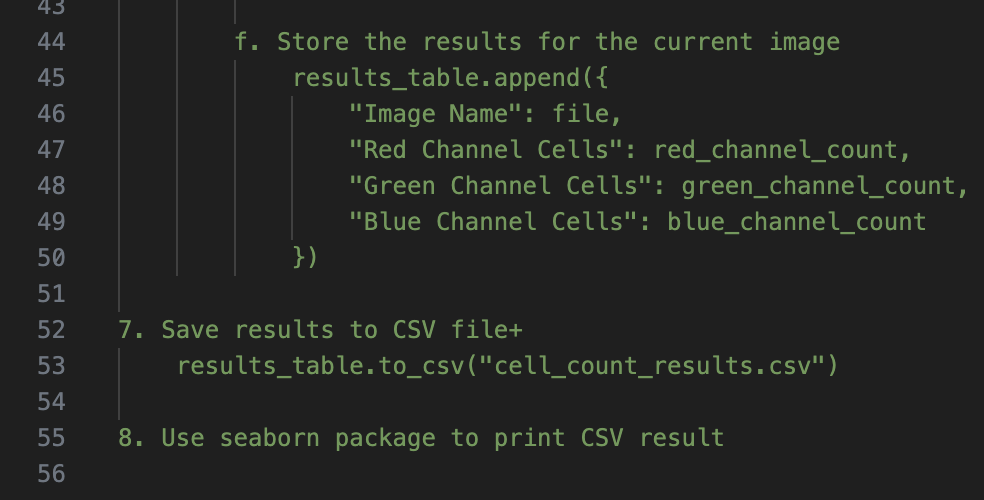 43
44 f. Store the results for the current image
45 results_table.append({
46 "Image Name": file,
47 "Red Channel Cells": red_channel_count,
48 "Green Channel Cells": green_channel_count,
49 "Blue Channel Cells": blue_channel_count
50 })
51
52 7. Save results to CSV file+
53 results_table.to_csv("cell_count_results.csv")
54
55 8. Use seaborn package to print CSV result
56